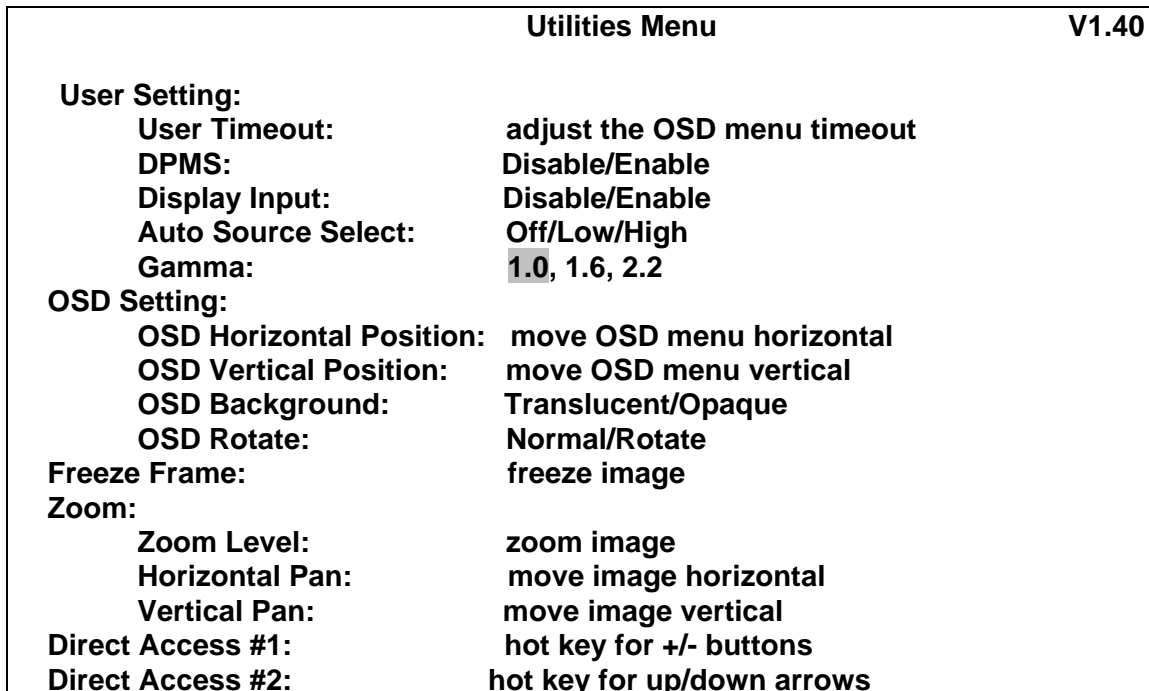 Utilities Menu V1.40
User Setting:
User Timeout: adjust the OSD menu timeout
DPMS: Disable/Enable
Display Input: Disable/Enable
Auto Source Select: Off/Low/High
Gamma: 1.0, 1.6, 2.2
OSD Setting:
OSD Horizontal Position: move OSD menu horizontal
OSD Vertical Position: move OSD menu vertical
OSD Background: Translucent/Opaque
OSD Rotate: Normal/Rotate
Freeze Frame: freeze image
Zoom:
Zoom Level: zoom image
Horizontal Pan: move image horizontal
Vertical Pan: move image vertical
Direct Access #1: hot key for +/- buttons
Direct Access #2: hot key for up/down arrows